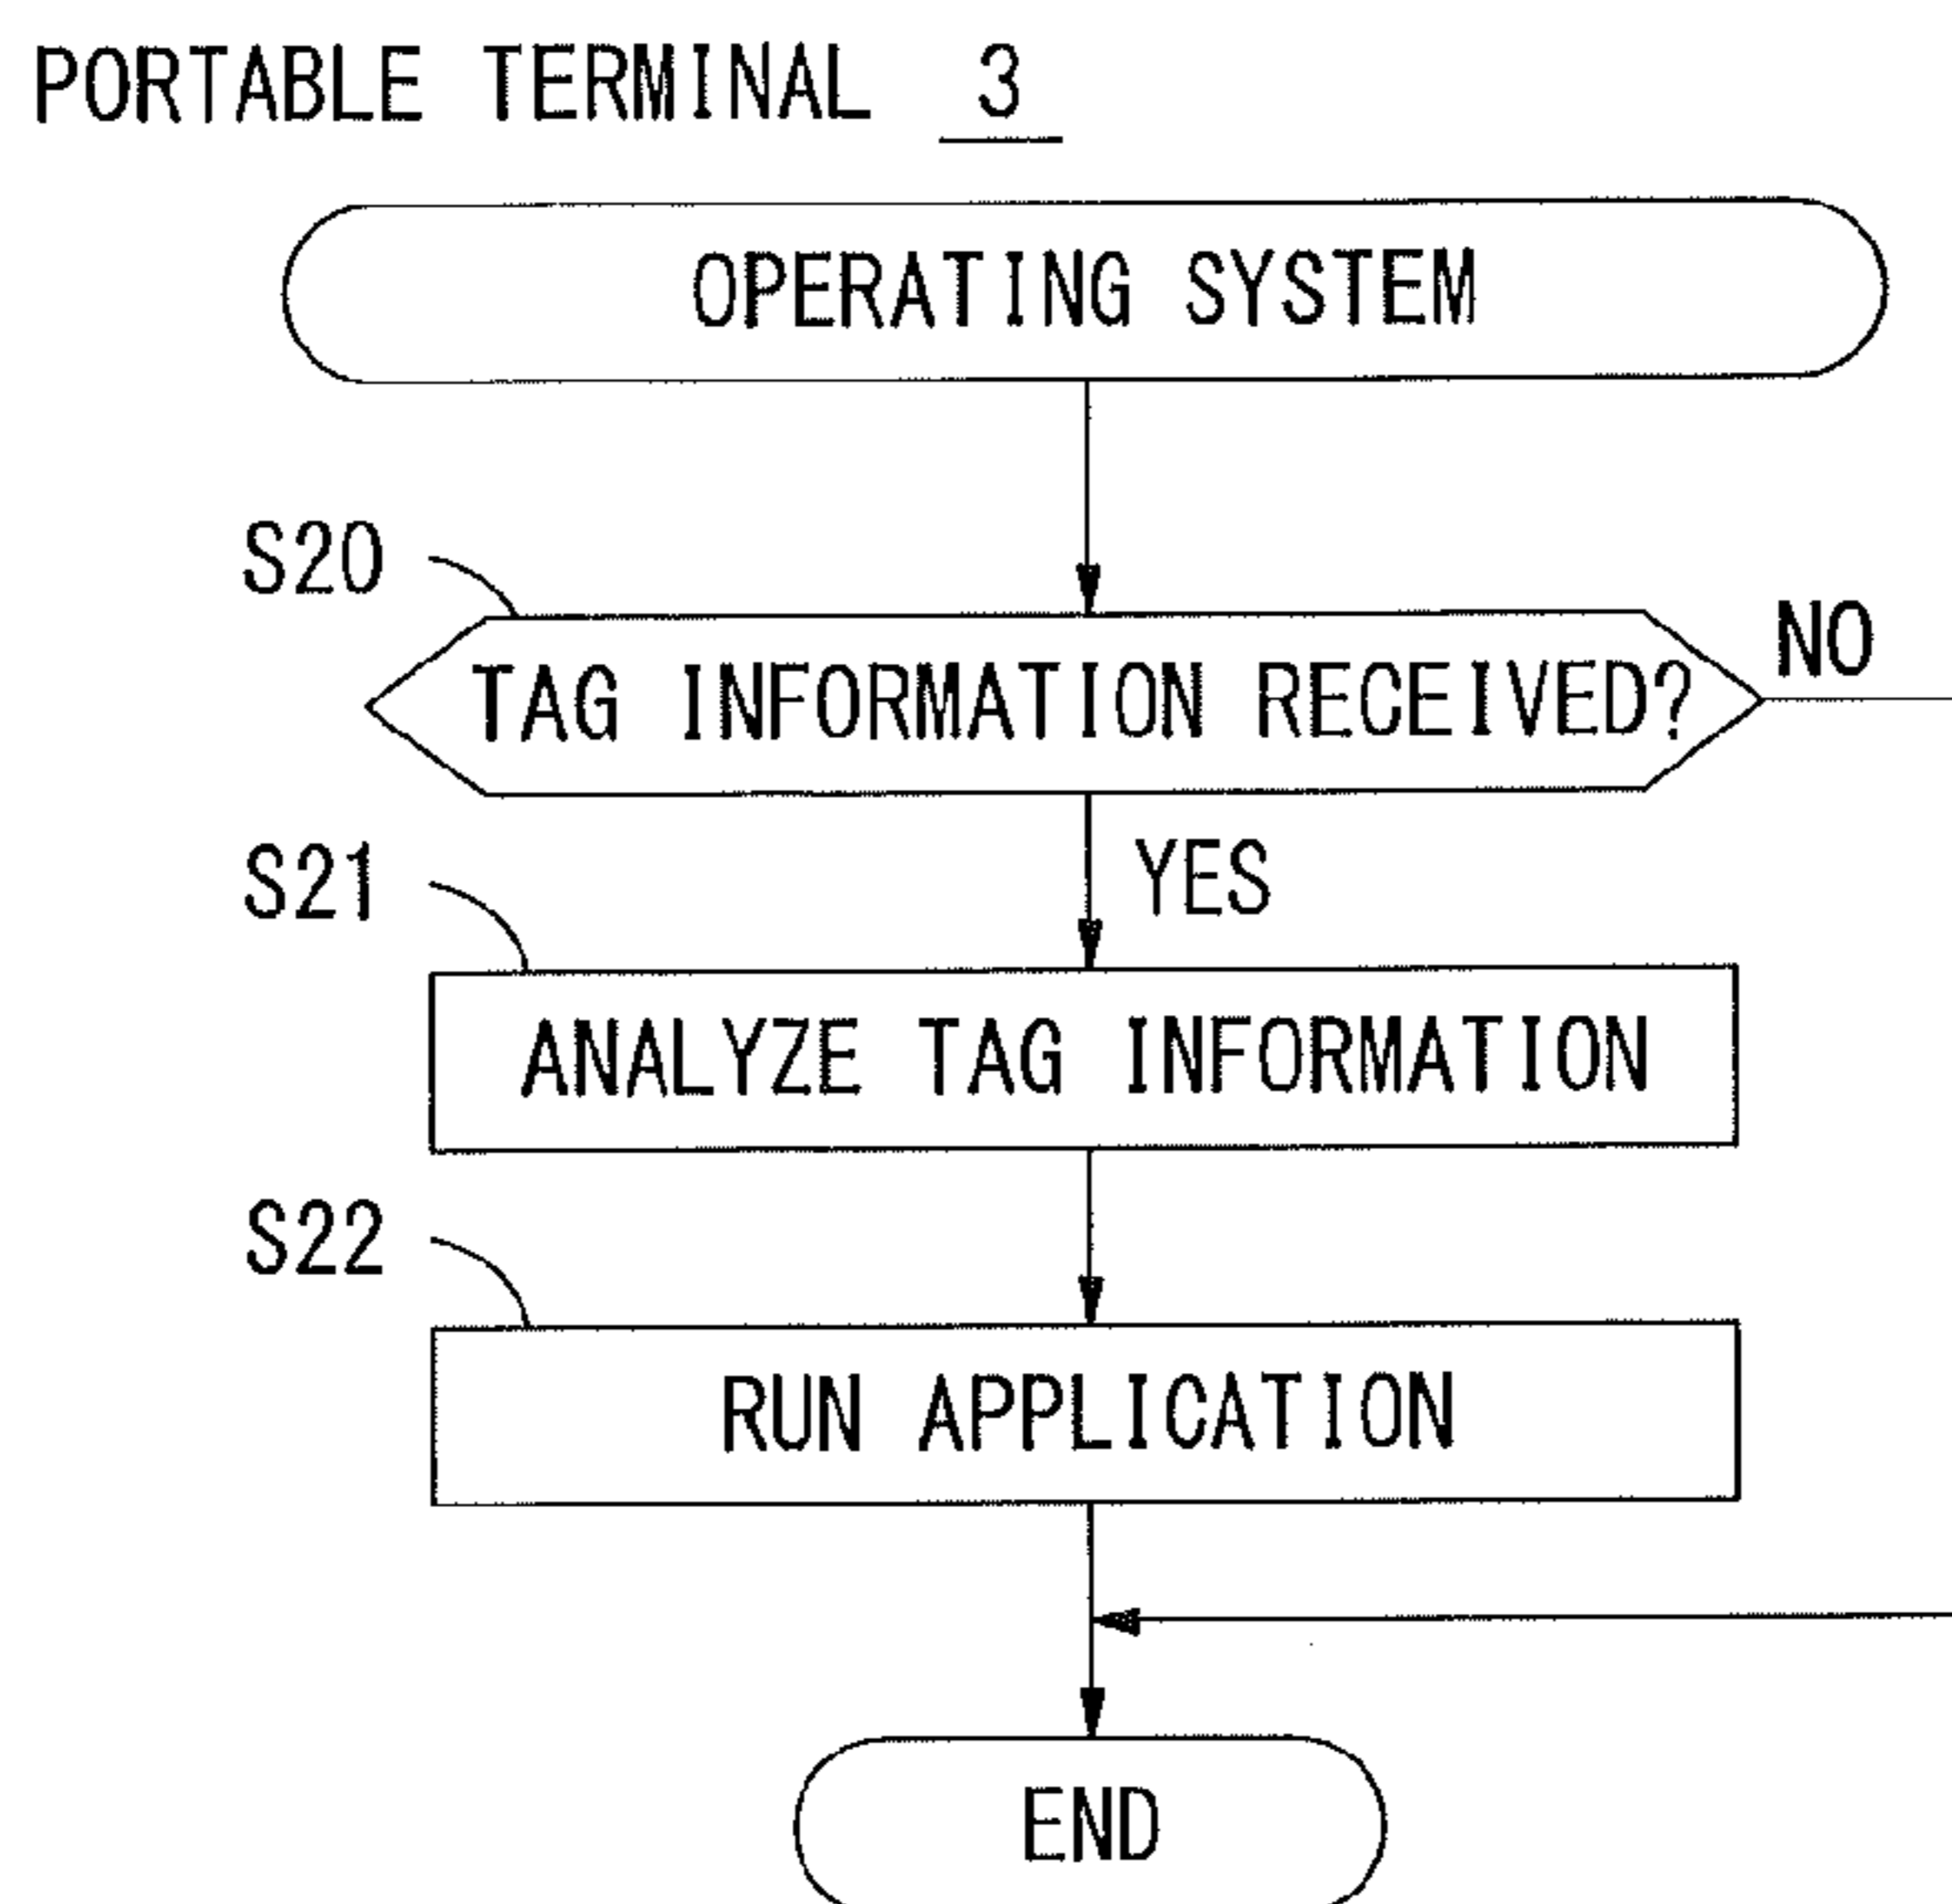 PORTABLE TERMINAL 3
OPERATING SYSTEM
S20
TAG INFORMATION RECEIVED?
NO
YES
S21
ANALYZE TAG INFORMATION
S22
RUN APPLICATION
END